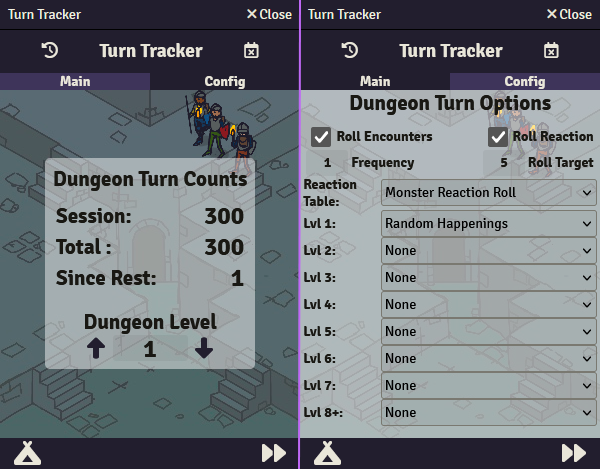 Turn Tracker
Close
Turn Tracker
Main
Config
Dungeon Turn Counts
Session: 300
Total : 300
Since Rest: 1
Dungeon Level
1
Turn Tracker
Close
Turn Tracker
Main
Config
Dungeon Turn Options
Roll Encounters
Roll Reaction
1 Frequency
5 Roll Target
Reaction
Table:
Monster Reaction Roll
Lvl 1: Random Happenings
Lvl 2: None
Lvl 3: None
Lvl 4: None
Lvl 5: None
Lvl 6: None
Lvl 7: None
Lvl 8+: None